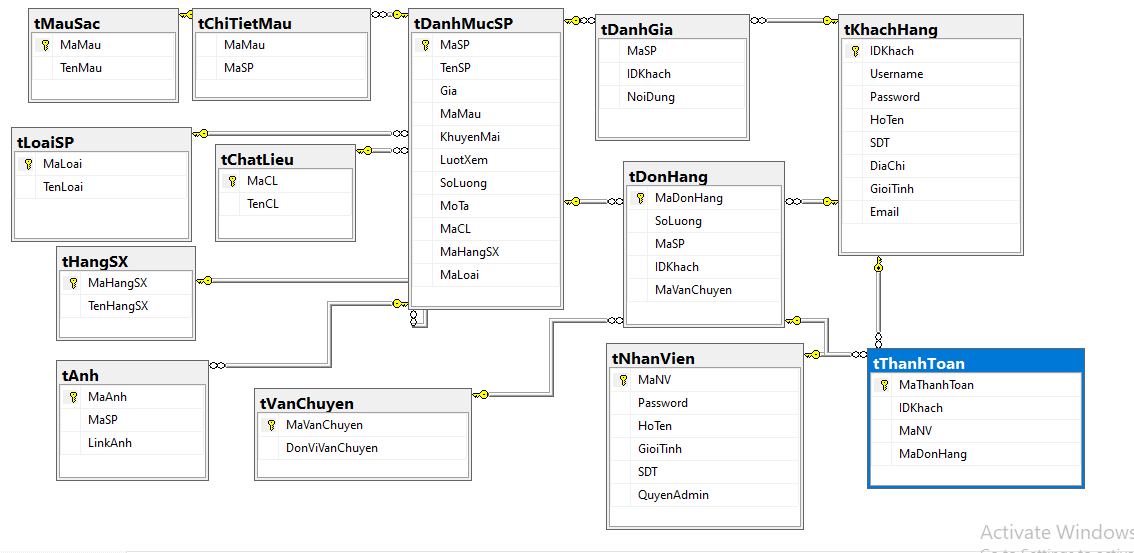 tMauSac
MaMau
TenMau
tChiTietMau
MaMau
MaSP
tDanhMucSP
MaSP
TenSP
Gia
MaMau
KhuyenMai
LuotXem
SoLuong
MoTa
MaCL
MaHangSX
MaLoai
tDanhGia
MaSP
IDKhach
NoiDung
tKhachHang
IDKhach
Username
Password
HoTen
SDT
DiaChi
GioiTinh
Email
tLoaiSP
MaLoai
TenLoai
tChatLieu
MaCL
TenCL
tDonHang
MaDonHang
SoLuong
MaSP
IDKhach
MaVanChuyen
tHangSX
MaHangSX
TenHangSX
tAnh
MaAnh
MaSP
LinkAnh
tVanChuyen
MaVanChuyen
DonViVanChuyen
tNhanVien
MaNV
Password
HoTen
GioiTinh
SDT
QuyenAdmin
tThanhToan
MaThanhToan
IDKhach
MaNV
MaDonHang
Activate Windows